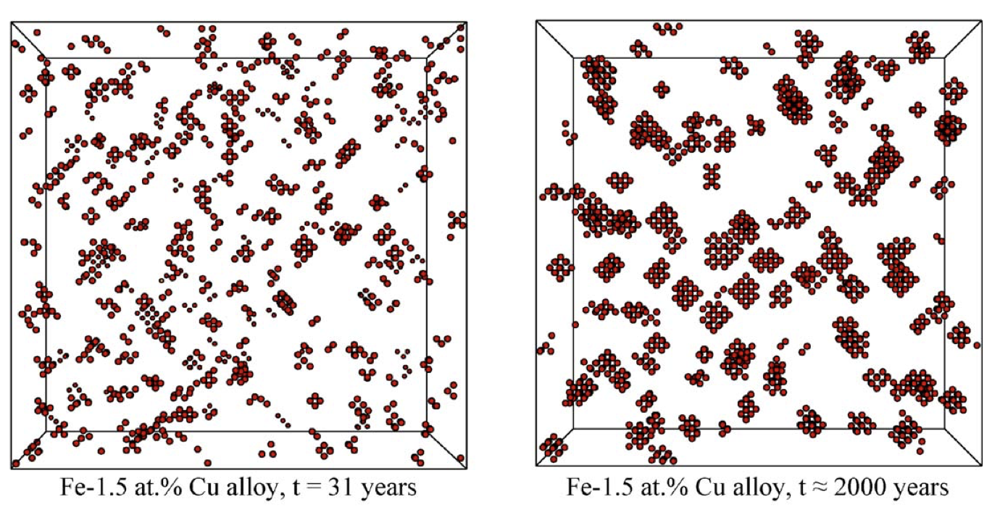 Fe-1.5 at.% Cu alloy, t = 31 years
Fe-1.5 at.% Cu alloy, t ≈ 2000 years